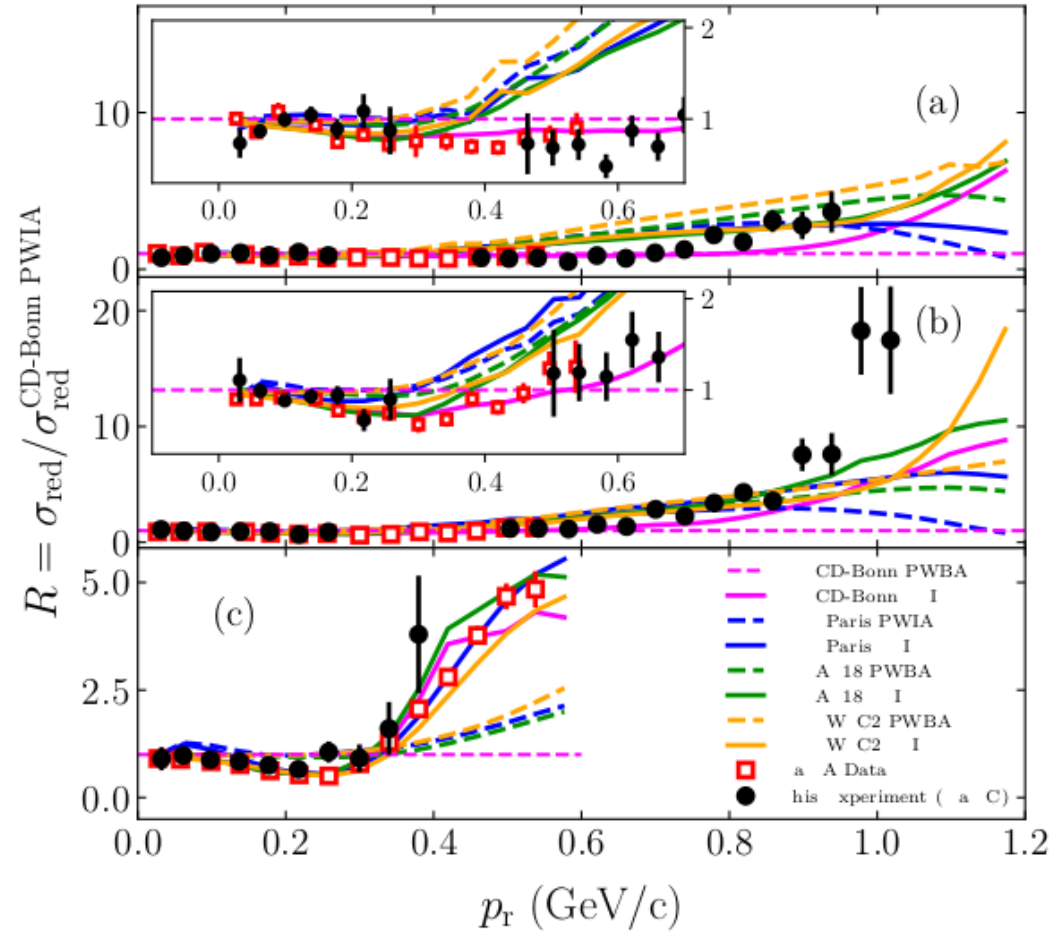 2
(a)
10
1
0.0 0.2 0.4 0.6
0
R = σred/σred CD-Bonn PWIA
20
2
(b)
1
10
0.0 0.2 0.4 0.6
0
5.0
(c)
2.5
0.0
CD-Bonn PWBA
CD-Bonn I
Paris PWIA
Paris I
A 18 PWBA
A 18 I
W C2 PWBA
W C2 I
a A Data
his xperiment ( a C)
0.0 0.2 0.4 0.6 0.8 1.0 1.2
pr (GeV/c)